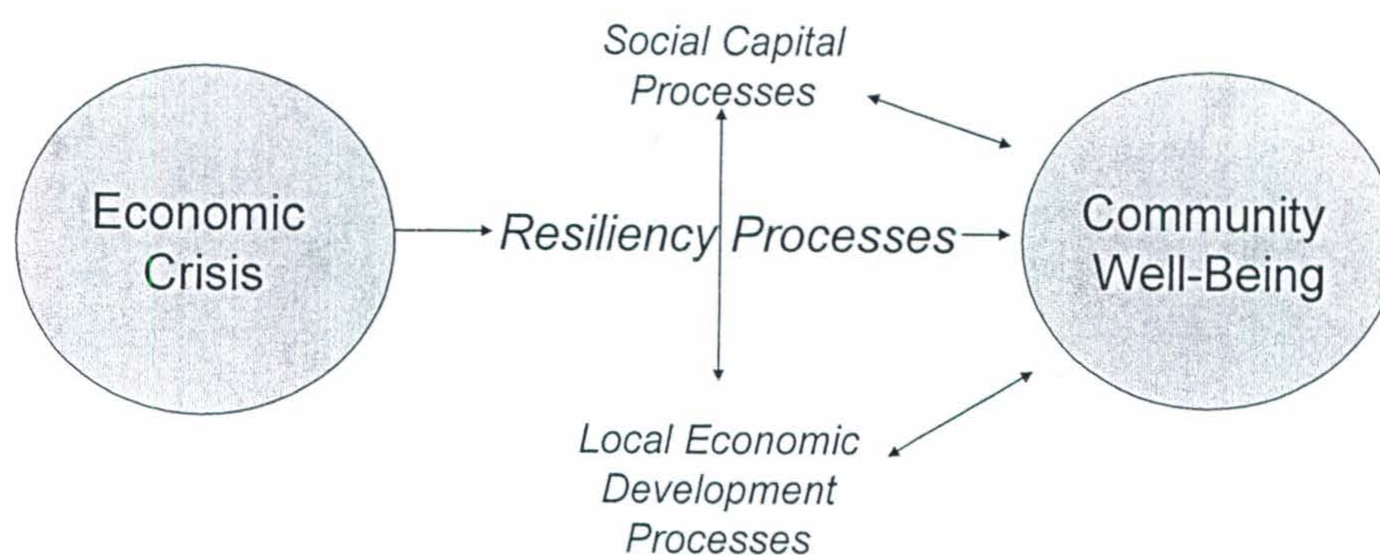 Social Capital
Processes
Economic
Crisis
Resiliency Processes
Community
Well-Being
Local Economic
Development
Processes